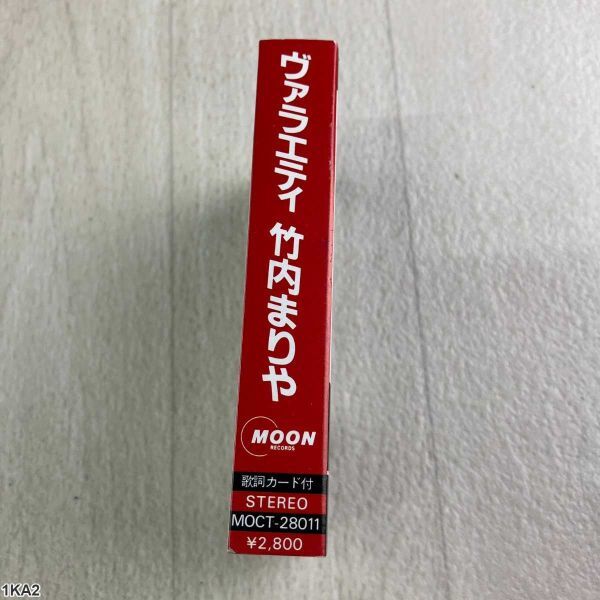 ヴァラエティ 竹内まりや
MOON
RECORDS
歌詞カード付
STEREO
MOCT-28011
¥2,800
1KA2